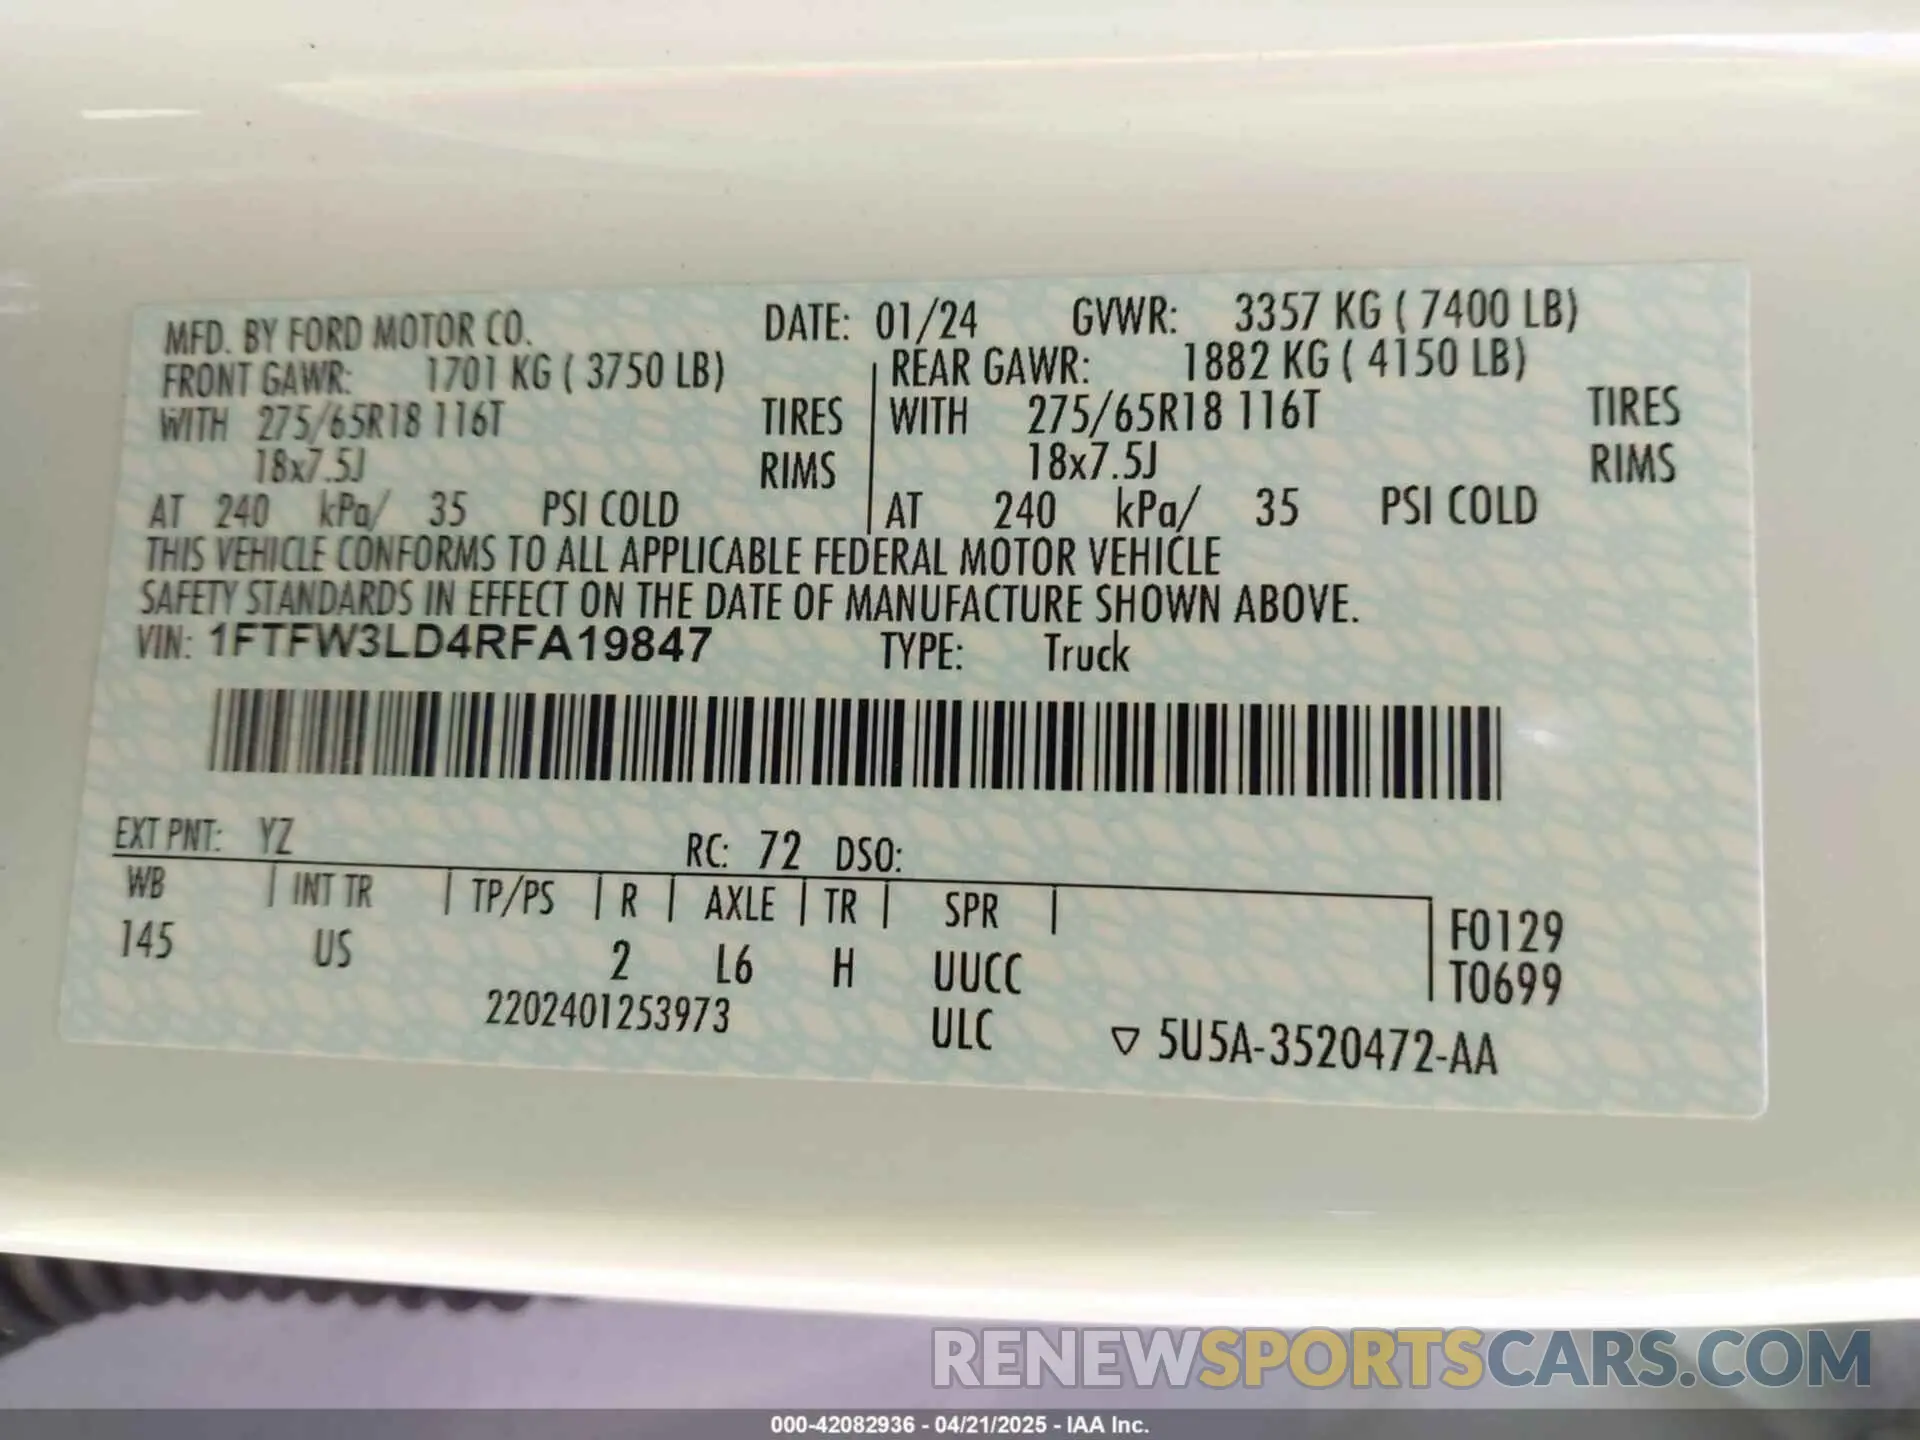 MFD. BY FORD MOTOR CO. DATE: 01/24 GVWR: 3357 KG ( 7400 LB)
FRONT GAWR: 1701 KG ( 3750 LB) REAR GAWR: 1882 KG ( 4150 LB)
WITH 275/65R18 116T TIRES WITH 275/65R18 116T TIRES
18x7.5J RIMS 18x7.5J RIMS
AT 240 kPa/ 35 PSI COLD AT 240 kPa/ 35 PSI COLD
THIS VEHICLE CONFORMS TO ALL APPLICABLE FEDERAL MOTOR VEHICLE
SAFETY STANDARDS IN EFFECT ON THE DATE OF MANUFACTURE SHOWN ABOVE.
VIN: 1FTFW3LD4RFA19847 TYPE: Truck
EXT PNT: YZ RC: 72 DSO:
WB INT TR TP/PS R AXLE TR SPR F0129
145 US 2 L6 H UUCC T0699
2202401253973 ULC ▽ 5U5A-3520472-AA
RENEWSPORTSCARS.COM
000-42082936 - 04/21/2025 - IAA Inc.